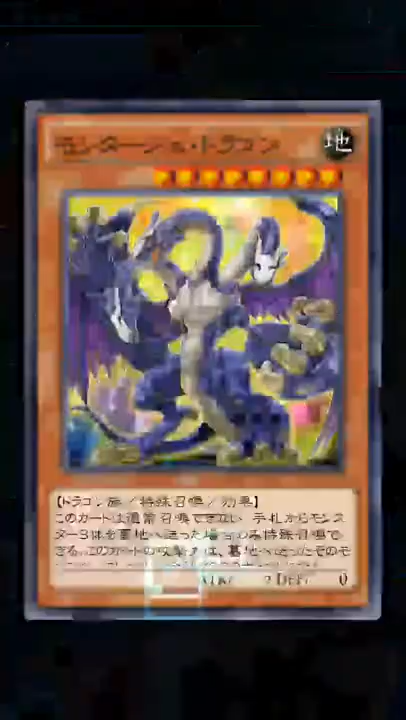 モンタージュ・ドラゴン
地
【ドラゴン族／特殊召喚／効果】
このカードは通常召喚できない 手札からモンス
ター3体を墓地へ送った場合のみ特殊召喚で
きる。このカードの攻撃力は、墓地へ送ったそのモ
ATK/ ? DEF/ 0